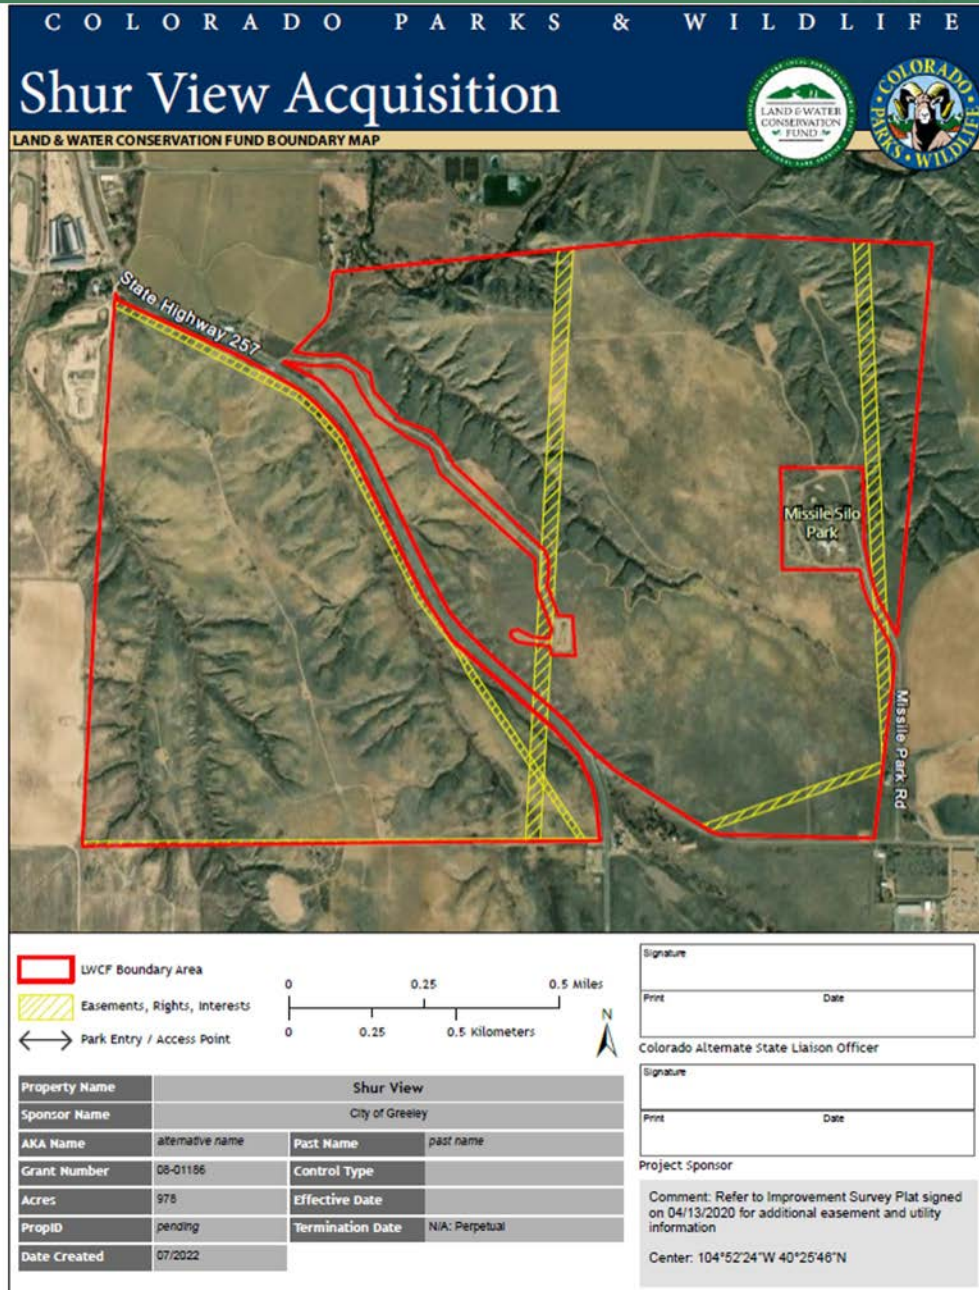 COLORADO PARKS & WILDLIFE
Shur View Acquisition
LAND & WATER CONSERVATION FUND BOUNDARY MAP
LAND & WATER
CONSERVATION
FUND
NATIONAL PARK SERVICE
COLORADO
PARKS • WILDLIFE
State Highway 257
Missile Silo
Park
Missile Park Rd
LWCF Boundary Area
Easements, Rights, Interests
Park Entry / Access Point
0 0.25 0.5 Miles
0 0.25 0.5 Kilometers
N
Signature
Print Date
Colorado Alternate State Liaison Officer
Signature
Print Date
Project Sponsor
Property Name Shur View
Sponsor Name City of Greeley
AKA Name alternative name Past Name past name
Grant Number 08-01186 Control Type
Acres 978 Effective Date
PropID pending Termination Date N/A: Perpetual
Date Created 07/2022
Comment: Refer to Improvement Survey Plat signed
on 04/13/2020 for additional easement and utility
information
Center: 104°52'24"W 40°25'46"N